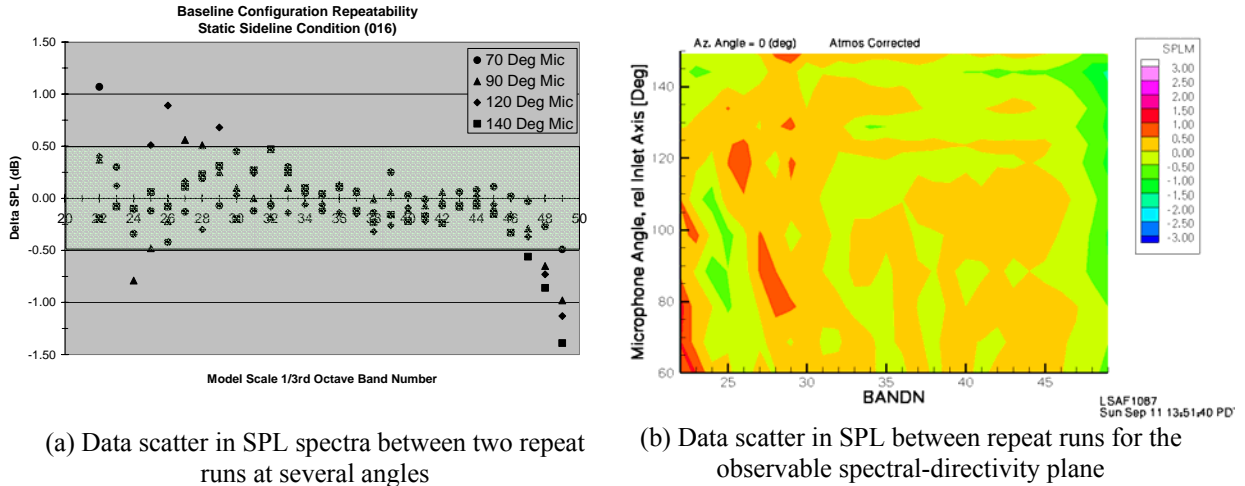 Baseline Configuration Repeatability
Static Sideline Condition (016)
1.50
1.00
0.50
0.00
-0.50
-1.00
-1.50
Delta SPL (dB)
70 Deg Mic
90 Deg Mic
120 Deg Mic
140 Deg Mic
20 22 24 26 28 30 32 34 36 38 40 42 44 46 48 50
Model Scale 1/3rd Octave Band Number
(a) Data scatter in SPL spectra between two repeat
runs at several angles
Az. Angle = 0 (deg) Atmos Corrected
Microphone Angle, rel Inlet Axis [Deg]
140
120
100
80
60
25 30 35 40 45
BANDN
SPLM
3.00
2.50
2.00
1.50
1.00
0.50
0.00
-0.50
-1.00
-1.50
-2.00
-2.50
-3.00
LSAF1087
Sun Sep 11 13:51:40 PD
(b) Data scatter in SPL between repeat runs for the
observable spectral-directivity plane